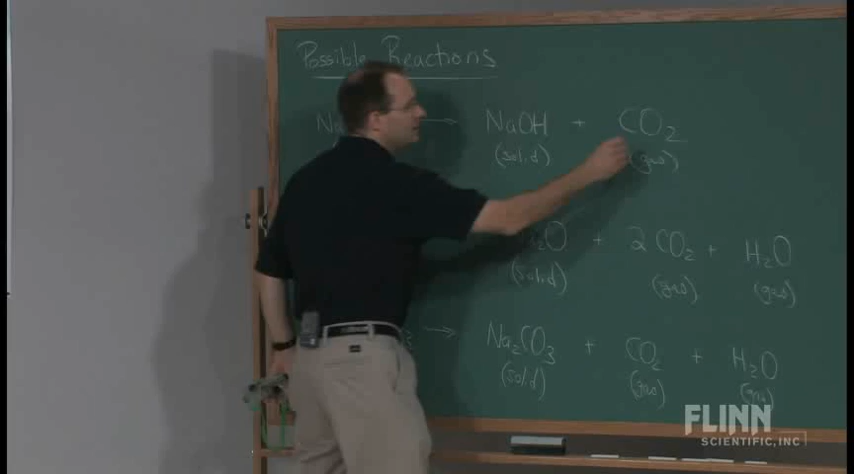 Possible Reactions
→ NaOH + CO₂
(solid) (gas)
O + 2 CO₂ + H₂O
(solid) (gas) (gas)
→ Na₂CO₃ + CO₂ + H₂O
(solid) (gas) (gas)
FLINN
SCIENTIFIC, INC